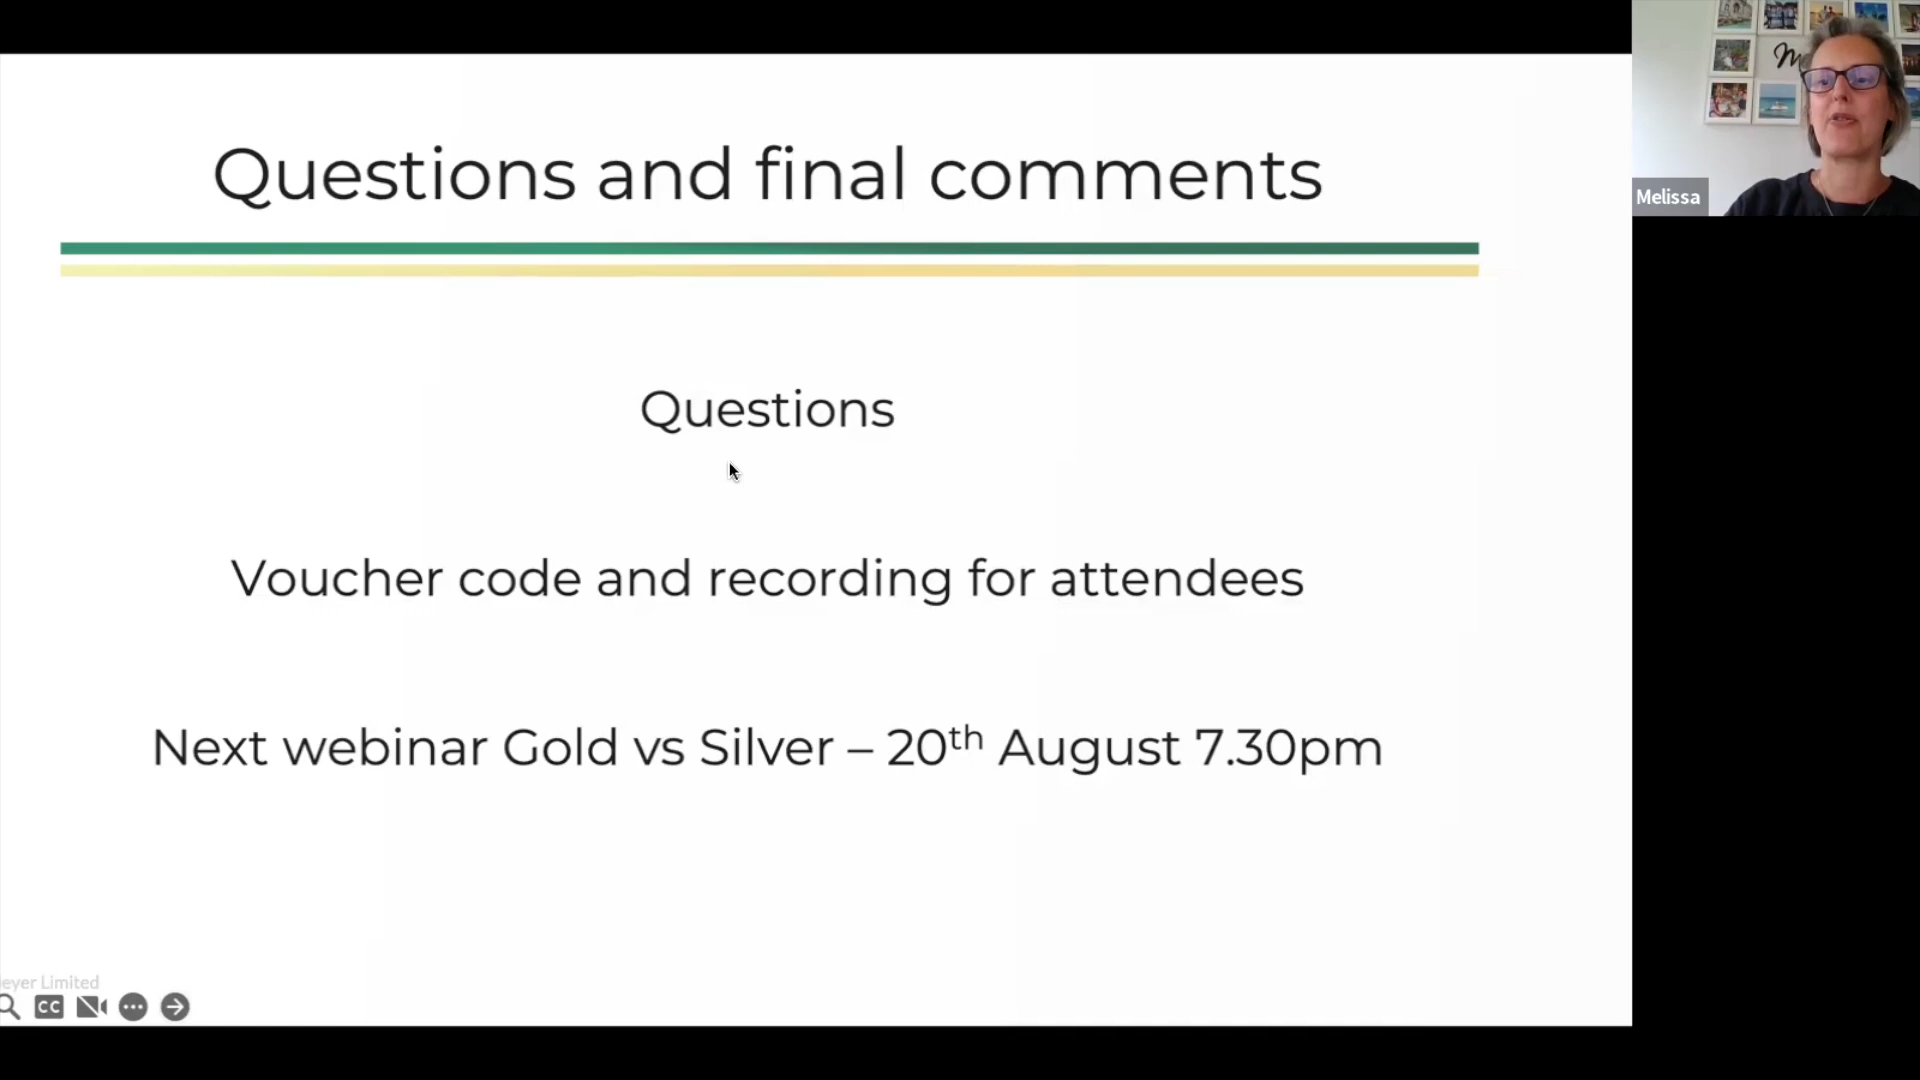 Questions and final comments
Melissa
Questions
Voucher code and recording for attendees
Next webinar Gold vs Silver – 20th August 7.30pm
eyer Limited
CC